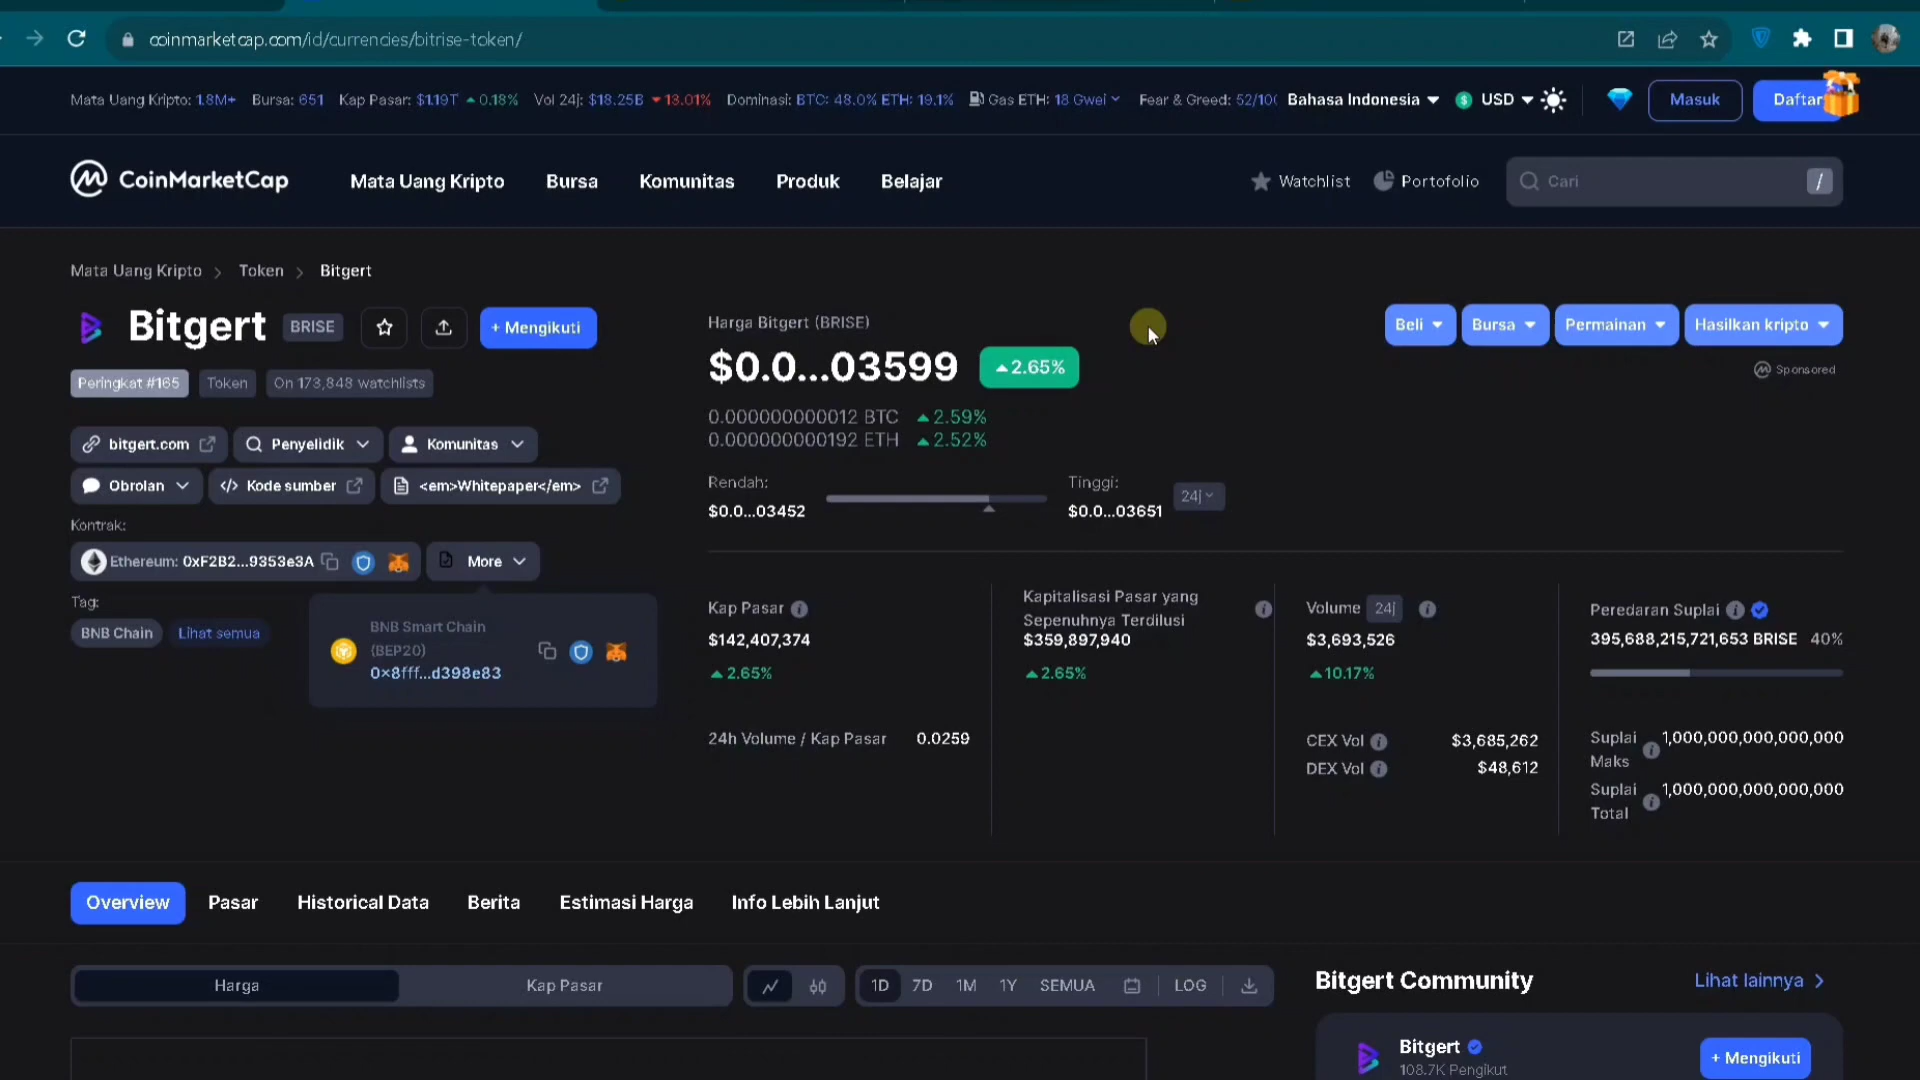 coinmarketcap.com/id/currencies/bitrise-token/
Mata Uang Kripto: 1.8M+ Bursa: 651 Kap Pasar: $1.19T 0.18% Vol 24j: $18.25B 13.01% Dominasi: BTC: 48.0% ETH: 19.1% Gas ETH: 18 Gwei Fear & Greed: 52/100 Bahasa Indonesia USD Masuk Daftar
CoinMarketCap Mata Uang Kripto Bursa Komunitas Produk Belajar Watchlist Portofolio Cari /
Mata Uang Kripto > Token > Bitgert
Bitgert BRISE + Mengikuti
Peringkat #165 Token On 173,848 watchlists
bitgert.com Penyelidik Komunitas
Obrolan </> Kode sumber <em>Whitepaper</em>
Kontrak:
Ethereum: 0xF2B2...9353e3A More
Tag:
BNB Chain Lihat semua
BNB Smart Chain
(BEP20)
0x8fff...d398e83
Harga Bitgert (BRISE)
$0.0...03599 2.65%
0.000000000012 BTC 2.59%
0.000000000192 ETH 2.52%
Rendah:
$0.0...03452
Tinggi:
$0.0...03651
24j
Beli Bursa Permainan Hasilkan kripto
Sponsored
Kap Pasar
$142,407,374
2.65%
24h Volume / Kap Pasar 0.0259
Kapitalisasi Pasar yang
Sepenuhnya Terdilusi
$359,897,940
2.65%
Volume 24j
$3,693,526
10.17%
CEX Vol $3,685,262
DEX Vol $48,612
Peredaran Suplai
395,688,215,721,653 BRISE 40%
Suplai
Maks
1,000,000,000,000,000
Suplai
Total
1,000,000,000,000,000
Overview Pasar Historical Data Berita Estimasi Harga Info Lebih Lanjut
Harga Kap Pasar 1D 7D 1M 1Y SEMUA LOG
Bitgert Community Lihat lainnya >
Bitgert + Mengikuti
108.7K Pengikut